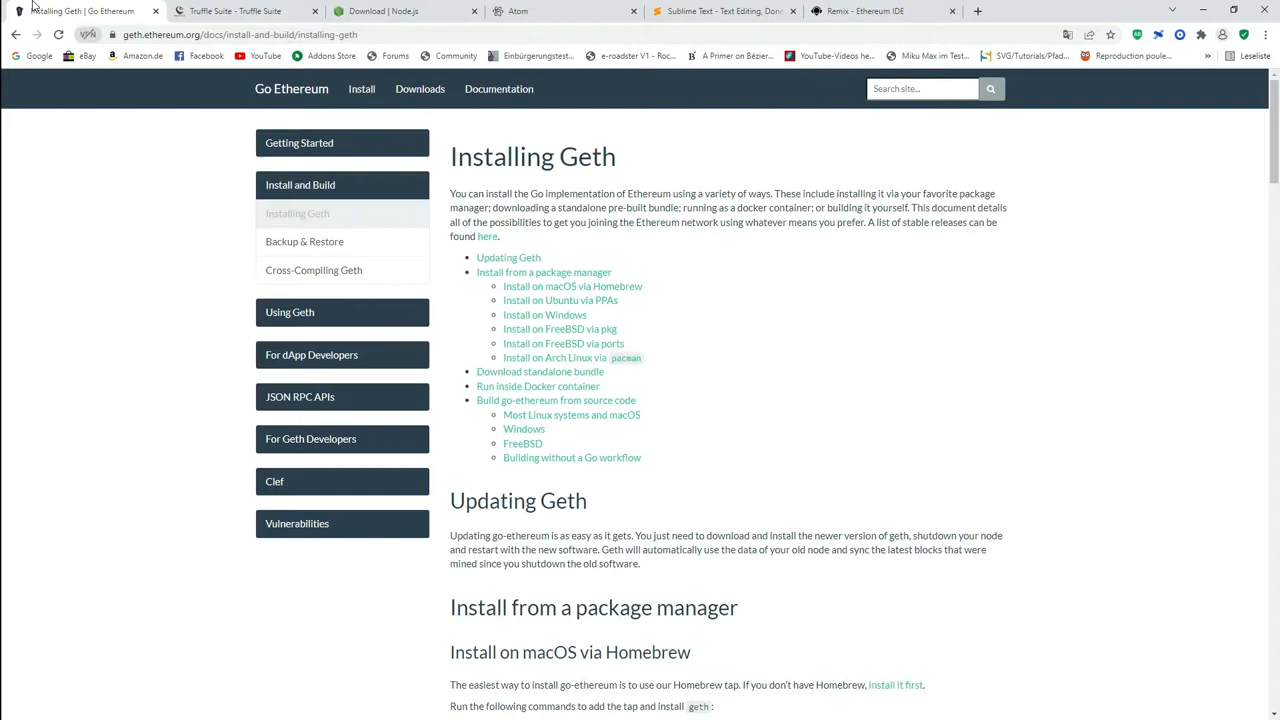 Installing Geth | Go Ethereum
Truffle Suite - Truffle Suite
Download | Node.js
Atom
Sublime Text - Text Editing, Done
Remix - Ethereum IDE
VPN
geth.ethereum.org/docs/install-and-build/installing-geth
Google
eBay
Amazon.de
Facebook
YouTube
Addons Store
Forums
Community
Einbürgerungstest...
e-roadster V1 - Roc...
A Primer on Bézier...
YouTube-Videos he...
Miku Max im Test...
SVG/Tutorials/Pfad...
Reproduction poule...
»
Leseliste
Go Ethereum
Install
Downloads
Documentation
Search site...
Getting Started
Install and Build
Installing Geth
Backup & Restore
Cross-Compiling Geth
Using Geth
For dApp Developers
JSON RPC APIs
For Geth Developers
Clef
Vulnerabilities
Installing Geth
You can install the Go implementation of Ethereum using a variety of ways. These include installing it via your favorite package
manager; downloading a standalone pre-built bundle; running as a docker container; or building it yourself. This document details
all of the possibilities to get you joining the Ethereum network using whatever means you prefer. A list of stable releases can be
found here.
Updating Geth
Install from a package manager
Install on macOS via Homebrew
Install on Ubuntu via PPAs
Install on Windows
Install on FreeBSD via pkg
Install on FreeBSD via ports
Install on Arch Linux via pacman
Download standalone bundle
Run inside Docker container
Build go-ethereum from source code
Most Linux systems and macOS
Windows
FreeBSD
Building without a Go workflow
Updating Geth
Updating go-ethereum is as easy as it gets. You just need to download and install the newer version of geth, shutdown your node
and restart with the new software. Geth will automatically use the data of your old node and sync the latest blocks that were
mined since you shutdown the old software.
Install from a package manager
Install on macOS via Homebrew
The easiest way to install go-ethereum is to use our Homebrew tap. If you don't have Homebrew, install it first.
Run the following commands to add the tap and install geth: